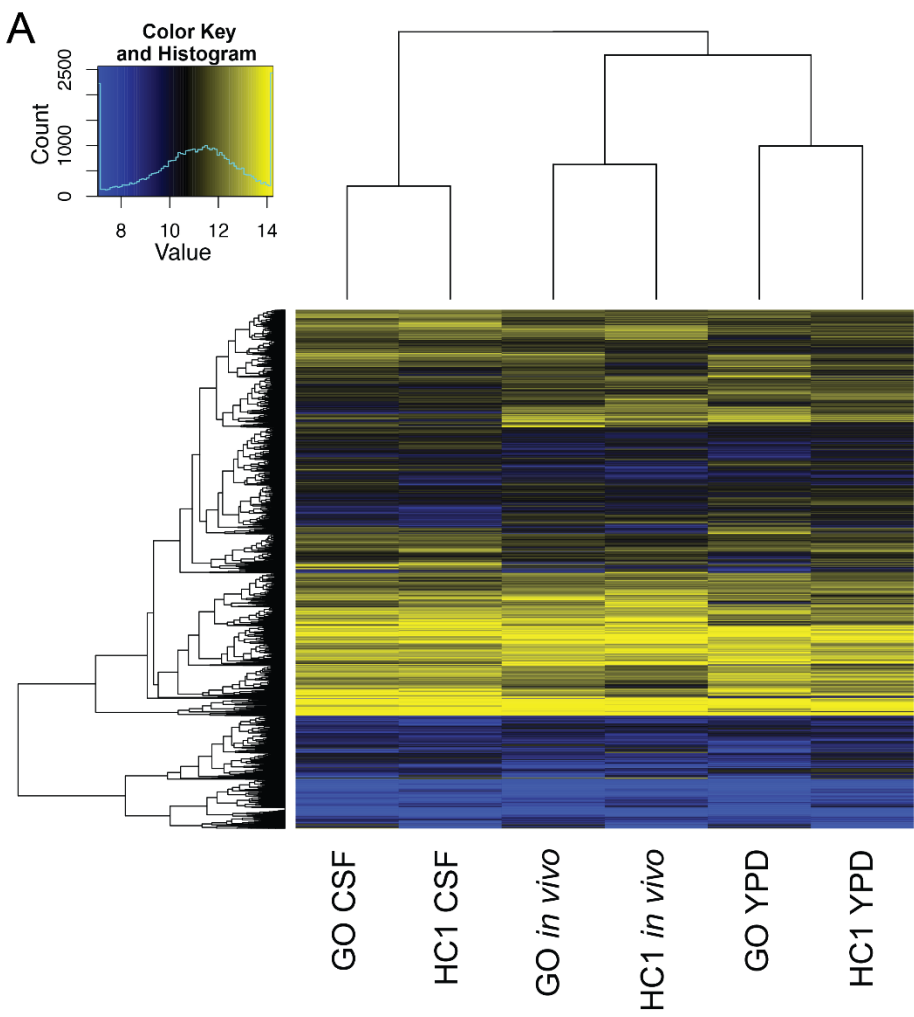 A
Color Key
and Histogram
Count
0 1000 2500
8 10 12 14
Value
GO CSF
HC1 CSF
GO in vivo
HC1 in vivo
GO YPD
HC1 YPD